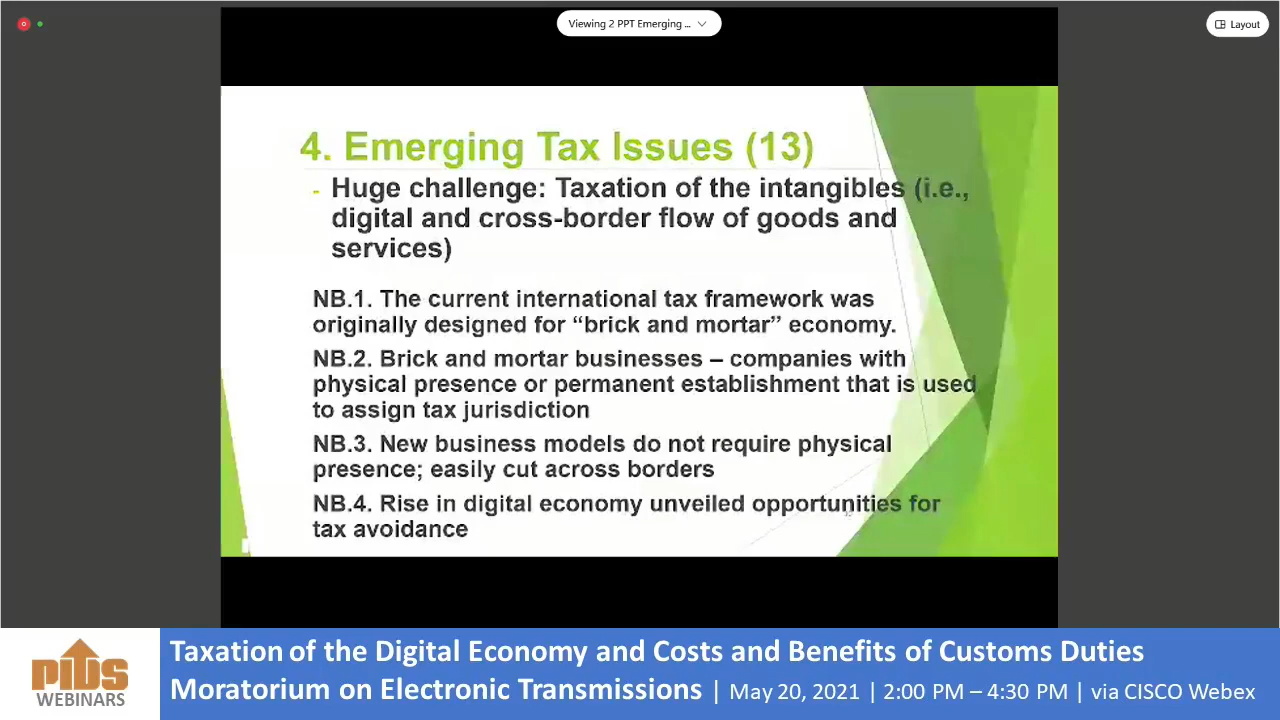 Viewing 2 PPT Emerging ...
Layout
4. Emerging Tax Issues (13)
- Huge challenge: Taxation of the intangibles (i.e.,
digital and cross-border flow of goods and
services)
NB.1. The current international tax framework was
originally designed for “brick and mortar” economy.
NB.2. Brick and mortar businesses – companies with
physical presence or permanent establishment that is used
to assign tax jurisdiction
NB.3. New business models do not require physical
presence; easily cut across borders
NB.4. Rise in digital economy unveiled opportunities for
tax avoidance
PIDS
WEBINARS
Taxation of the Digital Economy and Costs and Benefits of Customs Duties
Moratorium on Electronic Transmissions | May 20, 2021 | 2:00 PM – 4:30 PM | via CISCO Webex